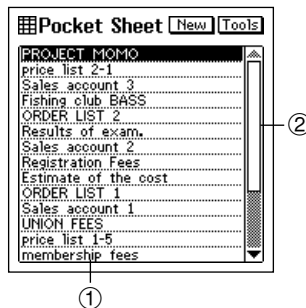 Pocket Sheet New Tools
PROJECT MOMO
price list 2-1
Sales account 3
Fishing club BASS
ORDER LIST 2
Results of exam.
Sales account 2
Registration Fees
Estimate of the cost
ORDER LIST 1
Sales account 1
UNION FEES
price list 1-5
membership fees
②
①